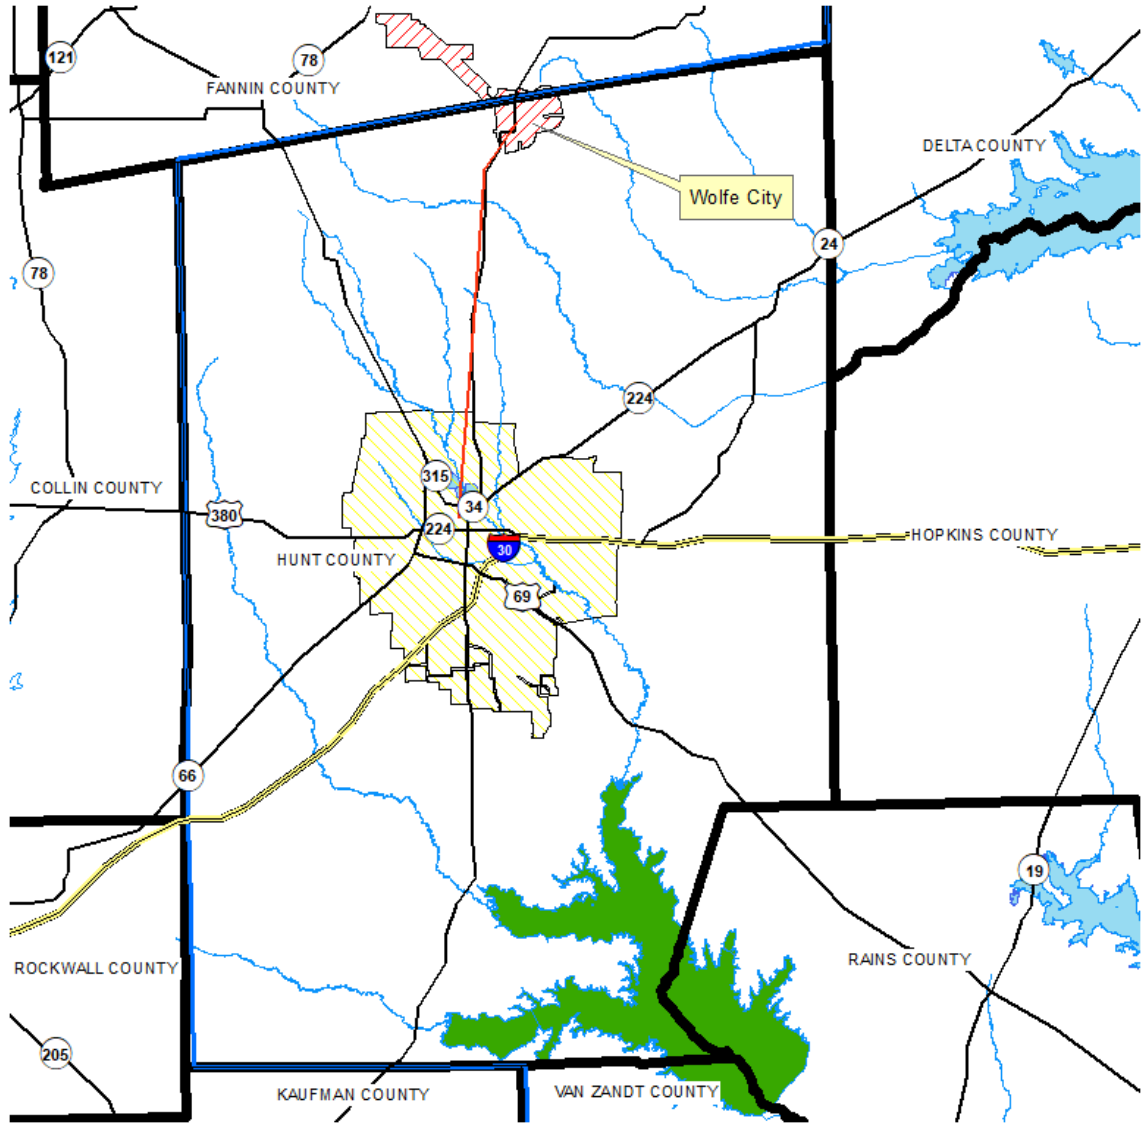 121
78
FANNIN COUNTY
DELTA COUNTY
Wolfe City
24
78
224
315
COLLIN COUNTY
34
380
224
HOPKINS COUNTY
30
HUNT COUNTY
69
66
19
RAINS COUNTY
ROCKWALL COUNTY
205
KAUFMAN COUNTY
VAN ZANDT COUNTY